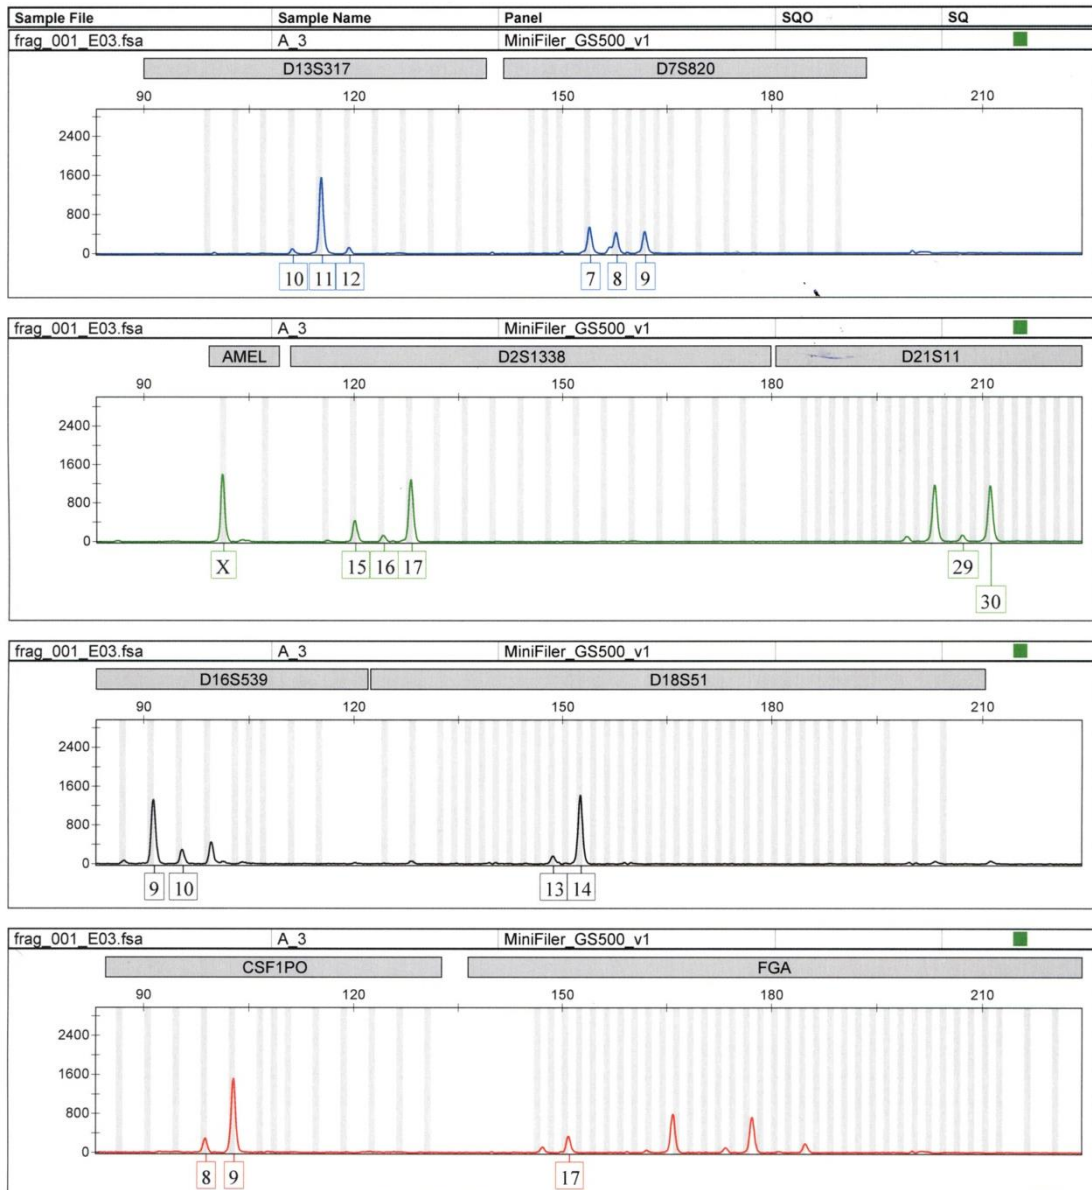 Sample File Sample Name Panel SQO SQ
frag_001_E03.fsa A_3 MiniFiler_GS500_v1
D13S317 D7S820
90 120 150 180 210
2400
1600
800
0
10 11 12 7 8 9
frag_001_E03.fsa A_3 MiniFiler_GS500_v1
AMEL D2S1338 D21S11
90 120 150 180 210
2400
1600
800
0
X 15 16 17 29
30
frag_001_E03.fsa A_3 MiniFiler_GS500_v1
D16S539 D18S51
90 120 150 180 210
2400
1600
800
0
9 10 13 14
frag_001_E03.fsa A_3 MiniFiler_GS500_v1
CSF1PO FGA
90 120 150 180 210
2400
1600
800
0
8 9 17